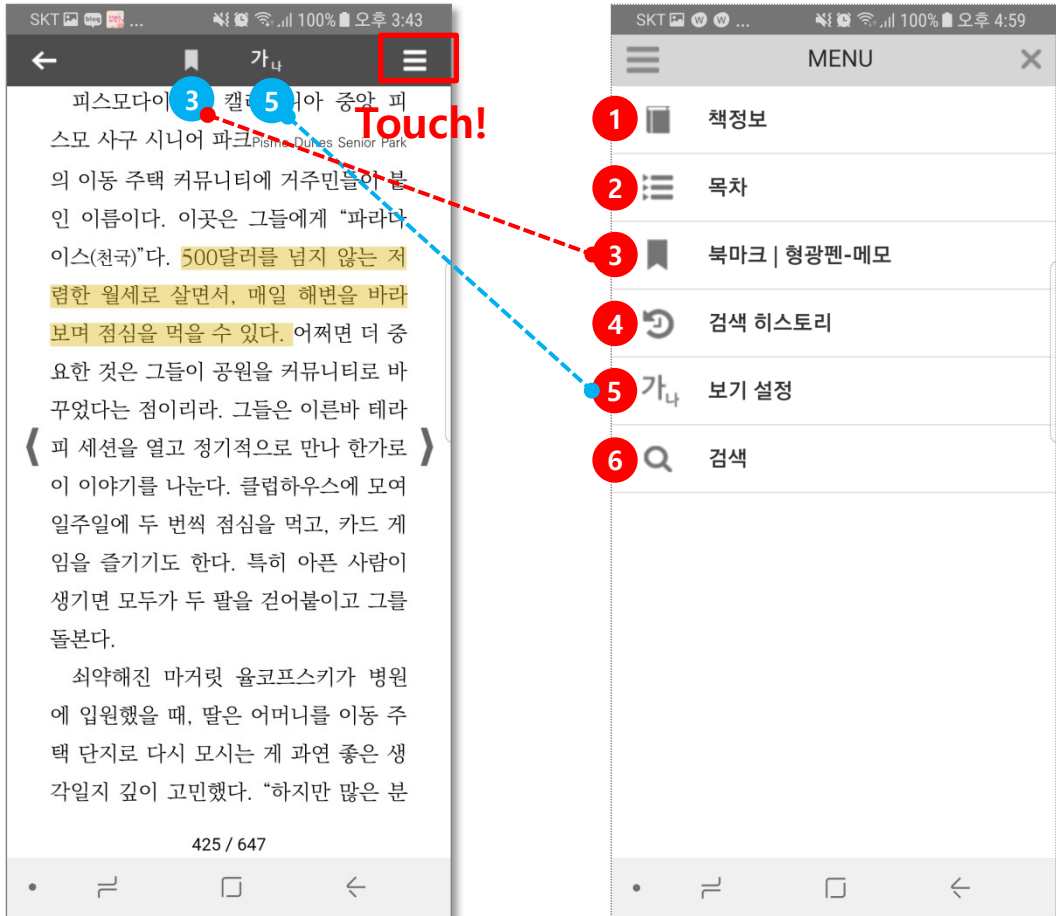 SKT blog ... 100% 오후 3:43
가나
피스모다이 3 캘 5 니아 중앙 피
Touch!
스모 사구 시니어 파크Pismo Dunes Senior Park
의 이동 주택 커뮤니티에 거주민들이 붙
인 이름이다. 이곳은 그들에게 “파라다
이스(천국)”다. 500달러를 넘지 않는 저
렴한 월세로 살면서, 매일 해변을 바라
보며 점심을 먹을 수 있다. 어쩌면 더 중
요한 것은 그들이 공원을 커뮤니티로 바
꾸었다는 점이리라. 그들은 이른바 테라
피 세션을 열고 정기적으로 만나 한가로
이 이야기를 나눈다. 클럽하우스에 모여
일주일에 두 번씩 점심을 먹고, 카드 게
임을 즐기기도 한다. 특히 아픈 사람이
생기면 모두가 두 팔을 걷어붙이고 그를
돌본다.
쇠약해진 마거릿 율코프스키가 병원
에 입원했을 때, 딸은 어머니를 이동 주
택 단지로 다시 모시는 게 과연 좋은 생
각일지 깊이 고민했다. “하지만 많은 분
425 / 647
SKT W W ... 100% 오후 4:59
MENU
1 책정보
2 목차
3 북마크 | 형광펜-메모
4 검색 히스토리
5 가나 보기 설정
6 검색